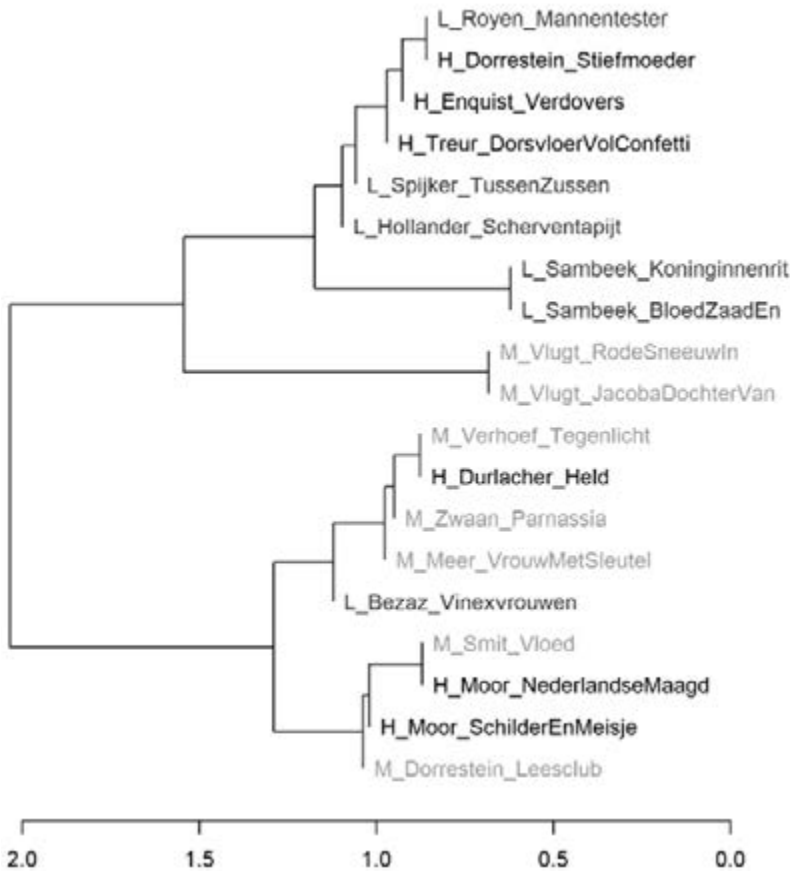 L_Royen_Mannentester
H_Dorrestein_Stiefmoeder
H_Enquist_Verdovers
H_Treur_DorsvloerVolConfetti
L_Spijker_TussenZussen
L_Hollander_Scherventapijt
L_Sambeek_Koninginnenrit
L_Sambeek_BloedZaadEn
M_Vlugt_RodeSneeuwIn
M_Vlugt_JacobaDochterVan
M_Verhoef_Tegenlicht
H_Durlacher_Held
M_Zwaan_Parnassia
M_Meer_VrouwMetSleutel
L_Bezaz_Vinexvrouwen
M_Smit_Vloed
H_Moor_NederlandseMaagd
H_Moor_SchilderEnMeisje
M_Dorrestein_Leesclub
2.0 1.5 1.0 0.5 0.0